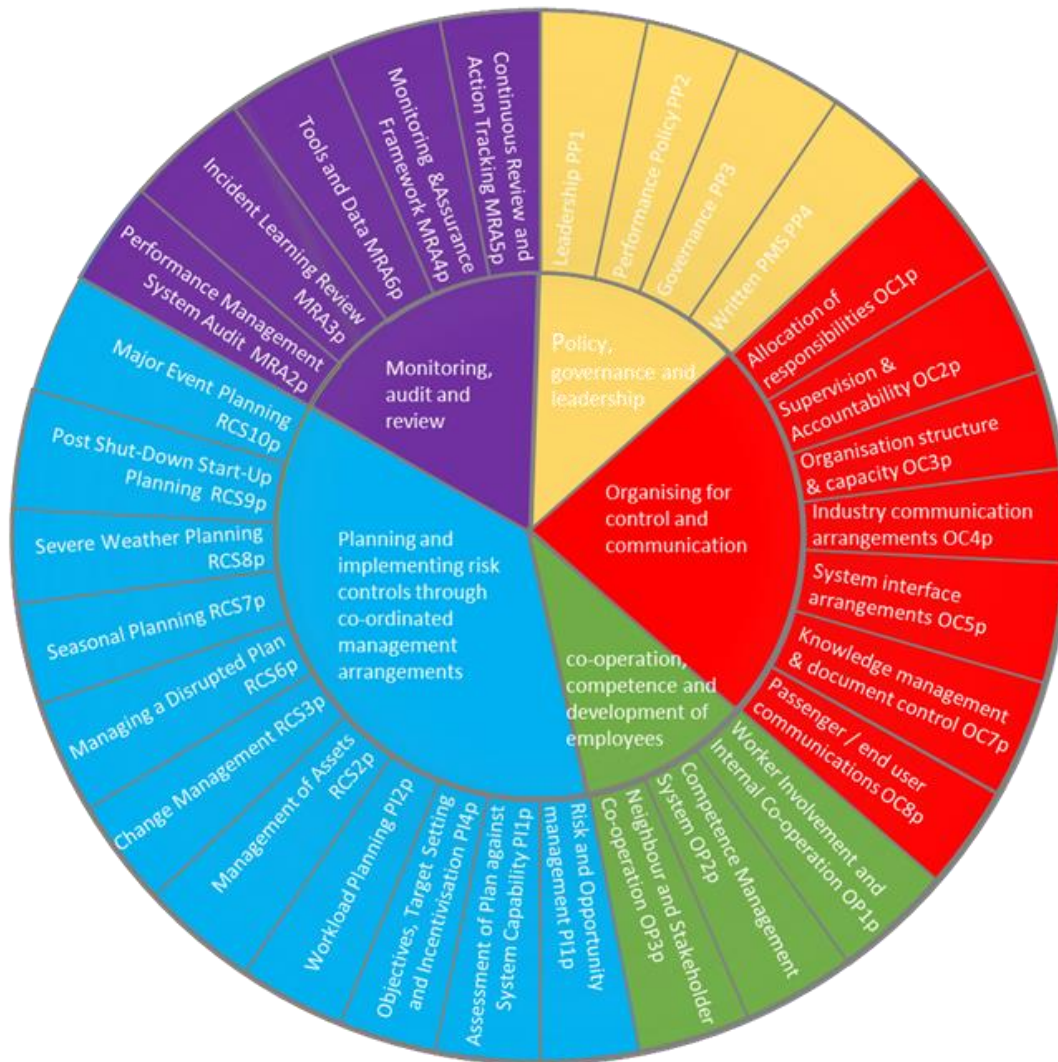 Leadership PP1
Performance Policy PP2
Governance PP3
Written PMS PP4
Allocation of
responsibilities OC1p
Supervision &
Accountability OC2p
Organisation structure
& capacity OC3p
Industry communication
arrangements OC4p
System interface
arrangements OC5p
Knowledge management
& document control OC7p
Passenger / end user
communications OC8p
Worker Involvement and
Internal Co-operation OP1p
Competence Management
System OP2p
Neighbour and Stakeholder
Co-operation OP3p
Risk and Opportunity
management PI1p
Assessment of Plan against
System Capability PI1p
Objectives, Target Setting
and Incentivisation PI4p
Workload Planning PI2p
Management of Assets
RCS2p
Change Management RCS3p
Managing a Disrupted Plan
RCS6p
Seasonal Planning RCS7p
Severe Weather Planning
RCS8p
Post Shut-Down Start-Up
Planning RCS9p
Major Event Planning
RCS10p
Performance Management
System Audit MRA2p
Incident Learning Review
MRA3p
Tools and Data MRA6p
Monitoring &Assurance
Framework MRA4p
Continuous Review and
Action Tracking MRA5p
Policy,
governance and
leadership
Organising for
control and
communication
co-operation,
competence and
development of
employees
Planning and
implementing risk
controls through
co-ordinated
management
arrangements
Monitoring,
audit and
review